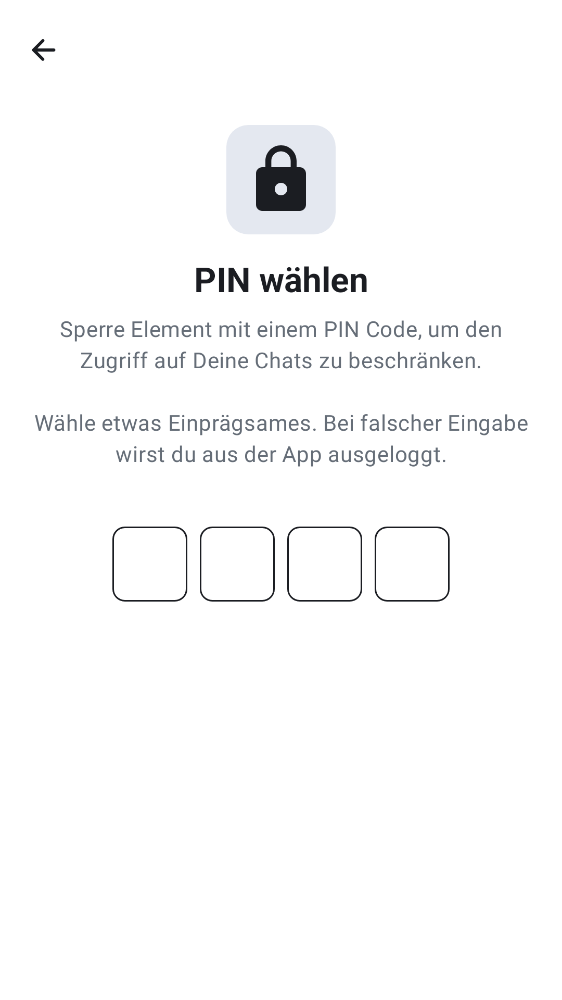 PIN wählen
Sperre Element mit einem PIN Code, um den
Zugriff auf Deine Chats zu beschränken.
Wähle etwas Einprägsames. Bei falscher Eingabe
wirst du aus der App ausgeloggt.